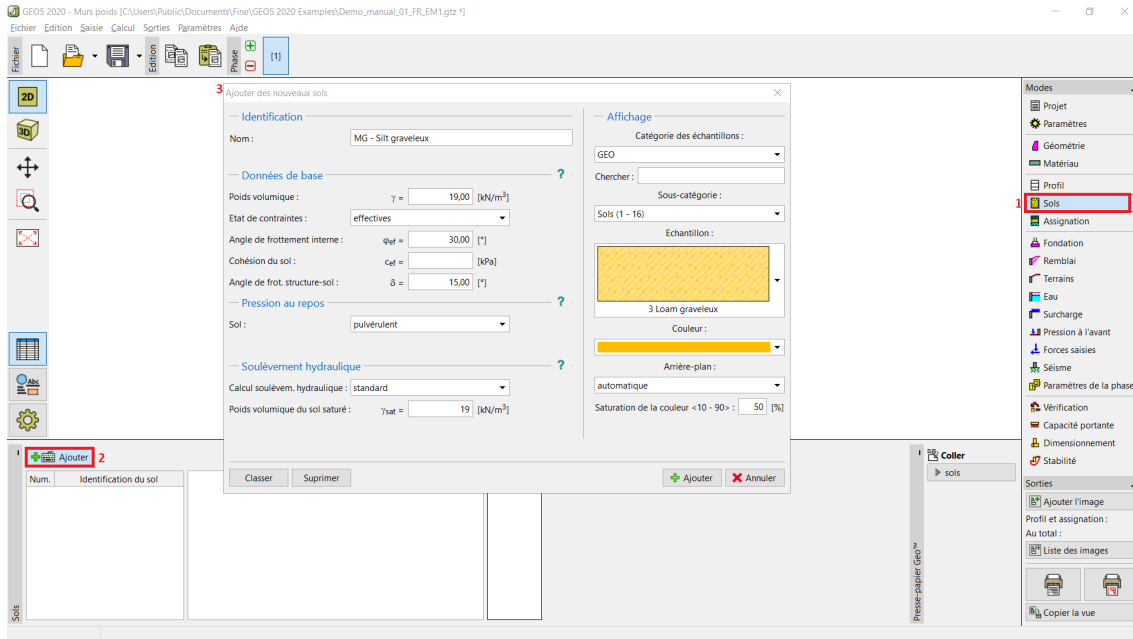 GEO5 2020 - Murs poids [C:\Users\Public\Documents\Fine\GEO5 2020 Examples\Demo_manual_01_FR_EM1.gtz *]
Fichier Edition Saisie Calcul Sorties Paramètres Aide
Fichier
Edition
Phase
[1]
2D
3D
3
Ajouter des nouveaux sols
Identification
Nom :
MG - Silt graveleux
Données de base
?
Poids volumique :
γ =
19,00
[kN/m³]
Etat de contraintes :
effectives
Angle de frottement interne :
φef =
30,00
[°]
Cohésion du sol :
cef =
[kPa]
Angle de frot. structure-sol :
δ =
15,00
[°]
Pression au repos
?
Sol :
pulvérulent
Soulèvement hydraulique
?
Calcul soulèvem. hydraulique :
standard
Poids volumique du sol saturé :
γsat =
19
[kN/m³]
Affichage
Catégorie des échantillons :
GEO
Chercher :
Sous-catégorie :
Sols (1 - 16)
Echantillon :
3 Loam graveleux
Couleur :
Arrière-plan :
automatique
Saturation de la couleur <10 - 90> :
50
[%]
Classer
Suprimer
Ajouter
Annuler
Modes
Projet
Paramètres
Géométrie
Matériau
Profil
1
Sols
Assignation
Fondation
Remblai
Terrains
Eau
Surcharge
Pression à l'avant
Forces saisies
Séisme
Paramètres de la phase
Vérification
Capacité portante
Dimensionnement
Stabilité
Sorties
Ajouter l'image
Profil et assignation :
Au total :
Liste des images
Copier la vue
Abc
Ajouter
2
Num.
Identification du sol
Sols
Coller
sols
Presse-papier Geo™